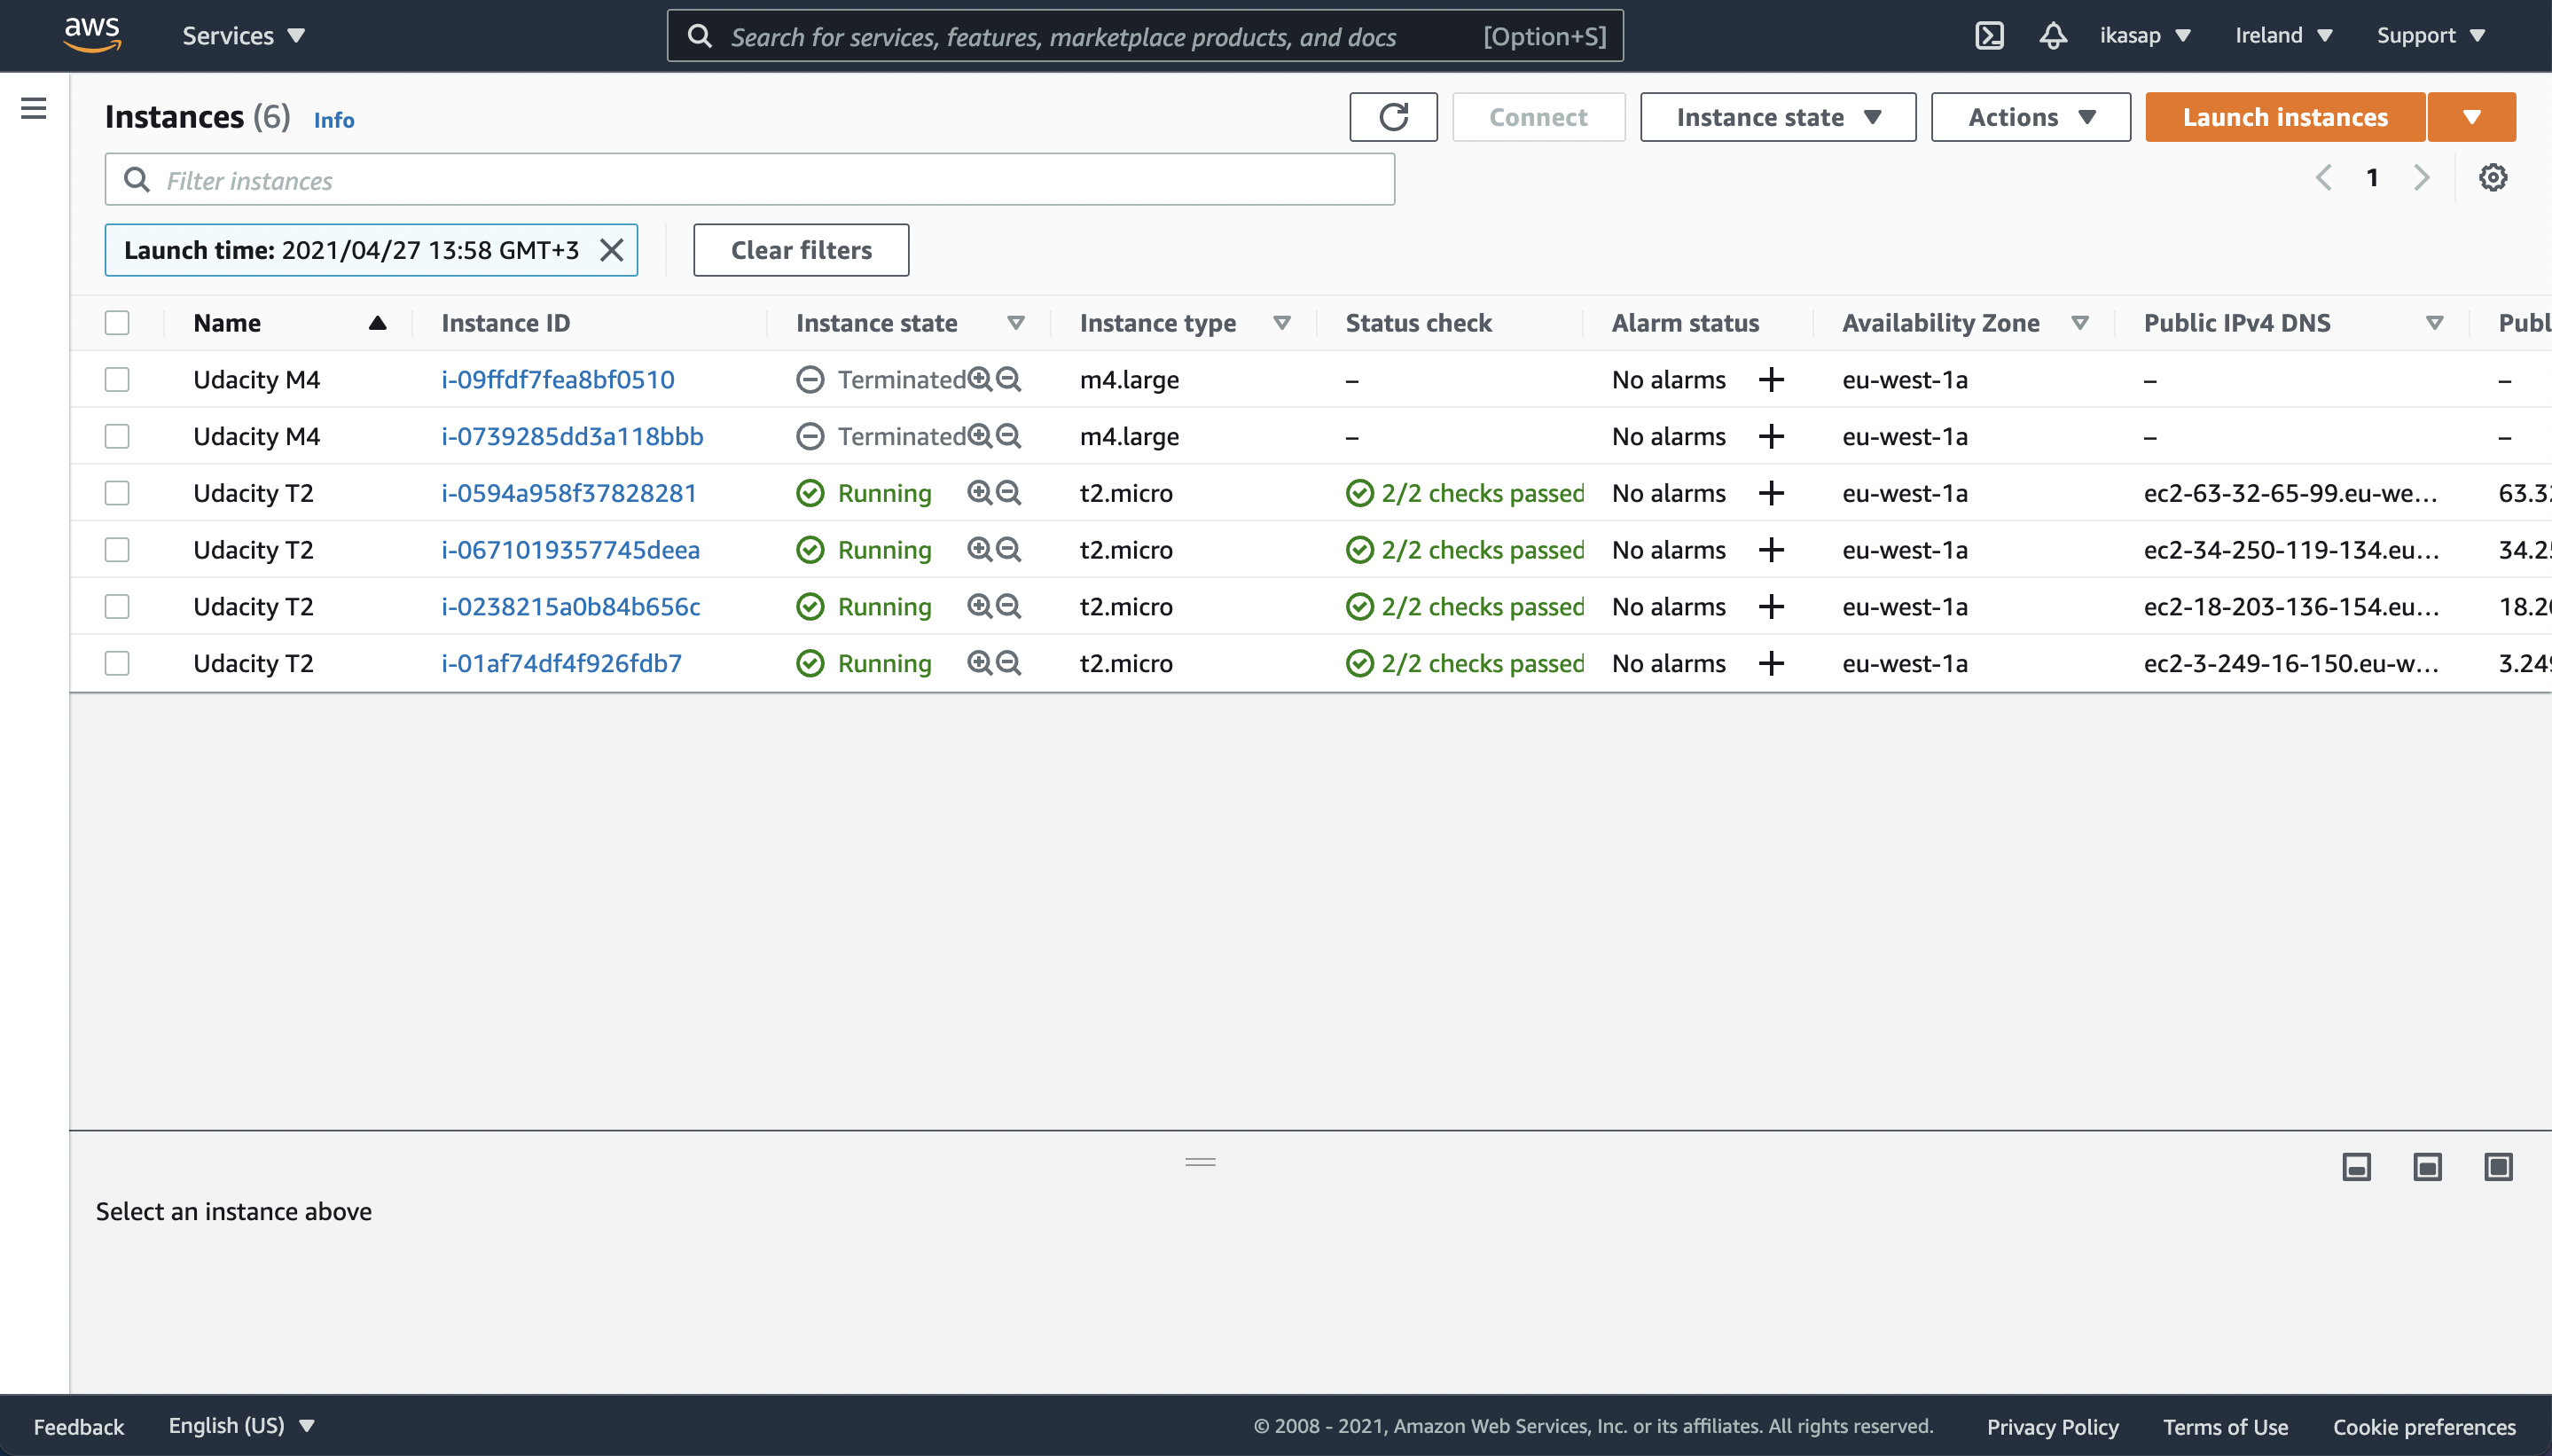 aws Services Search for services, features, marketplace products, and docs [Option+S] ikasap Ireland Support
Instances (6) Info Connect Instance state Actions Launch instances
Filter instances 1
Launch time: 2021/04/27 13:58 GMT+3 Clear filters
Name Instance ID Instance state Instance type Status check Alarm status Availability Zone Public IPv4 DNS Publ
Udacity M4 i-09ffdf7fea8bf0510 Terminated m4.large – No alarms + eu-west-1a – –
Udacity M4 i-0739285dd3a118bbb Terminated m4.large – No alarms + eu-west-1a – –
Udacity T2 i-0594a958f37828281 Running t2.micro 2/2 checks passed No alarms + eu-west-1a ec2-63-32-65-99.eu-we... 63.32
Udacity T2 i-0671019357745deea Running t2.micro 2/2 checks passed No alarms + eu-west-1a ec2-34-250-119-134.eu... 34.25
Udacity T2 i-0238215a0b84b656c Running t2.micro 2/2 checks passed No alarms + eu-west-1a ec2-18-203-136-154.eu... 18.20
Udacity T2 i-01af74df4f926fdb7 Running t2.micro 2/2 checks passed No alarms + eu-west-1a ec2-3-249-16-150.eu-w... 3.249
Select an instance above
Feedback English (US) © 2008 - 2021, Amazon Web Services, Inc. or its affiliates. All rights reserved. Privacy Policy Terms of Use Cookie preferences